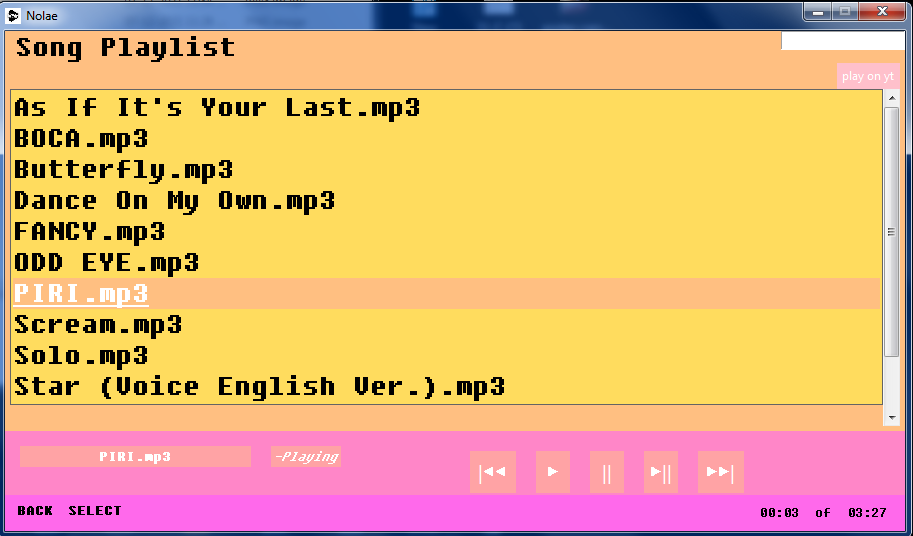 Nolae
Song Playlist
play on yt
As If It's Your Last.mp3
BOCA.mp3
Butterfly.mp3
Dance On My Own.mp3
FANCY.mp3
ODD EYE.mp3
PIRI.mp3
Scream.mp3
Solo.mp3
Star (Voice English Ver.).mp3
PIRI.mp3 -Playing
BACK SELECT 00:03 of 03:27